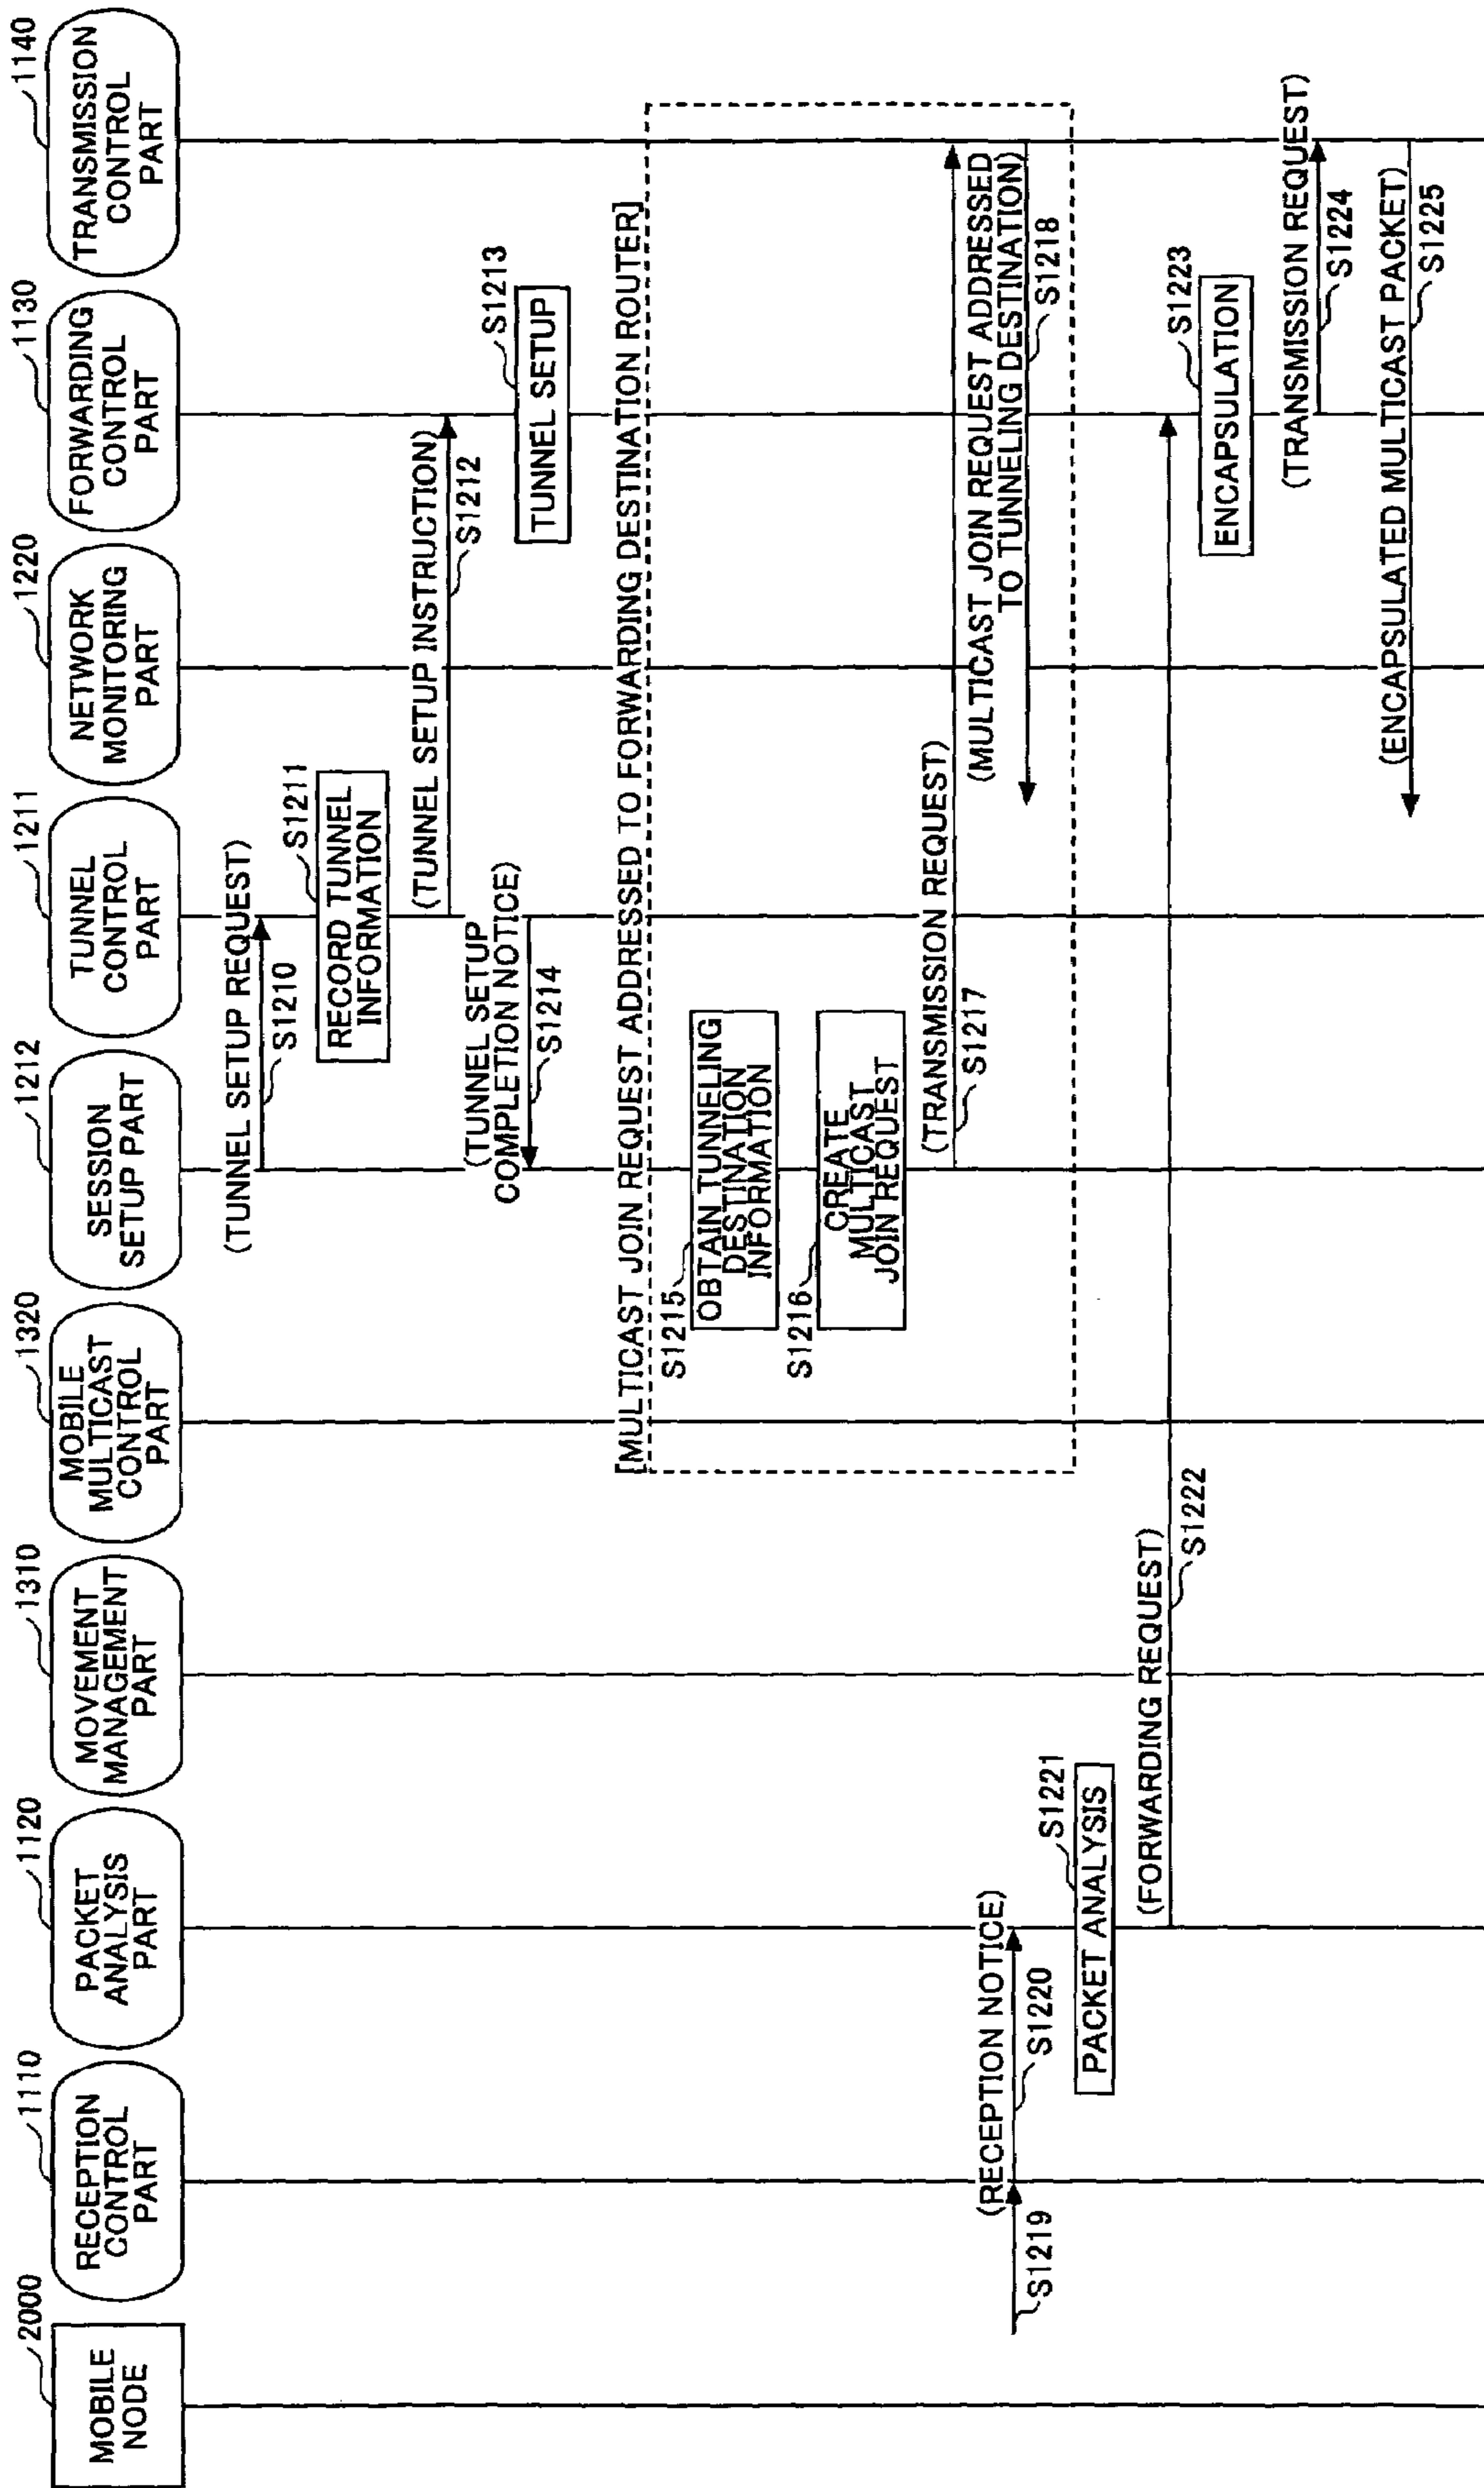 2000
MOBILE
NODE
1110
RECEPTION
CONTROL
PART
1120
PACKET
ANALYSIS
PART
1310
MOVEMENT
MANAGEMENT
PART
1320
MOBILE
MULTICAST
CONTROL
PART
1212
SESSION
SETUP PART
1211
TUNNEL
CONTROL
PART
1220
NETWORK
MONITORING
PART
1130
FORWARDING
CONTROL
PART
1140
TRANSMISSION
CONTROL
PART
(TUNNEL SETUP REQUEST)
S1210
S1211
RECORD TUNNEL
INFORMATION
(TUNNEL SETUP INSTRUCTION)
S1212
S1213
TUNNEL SETUP
(TUNNEL SETUP
COMPLETION NOTICE)
S1214
[MULTICAST JOIN REQUEST ADDRESSED TO FORWARDING DESTINATION ROUTER]
S1215
OBTAIN TUNNELING
DESTINATION
INFORMATION
S1216
CREATE
MULTICAST
JOIN REQUEST
(TRANSMISSION REQUEST)
S1217
(MULTICAST JOIN REQUEST ADDRESSED
TO TUNNELING DESTINATION)
S1218
S1219
(RECEPTION NOTICE)
S1220
S1221
PACKET ANALYSIS
(FORWARDING REQUEST)
S1222
S1223
ENCAPSULATION
(TRANSMISSION REQUEST)
S1224
(ENCAPSULATED MULTICAST PACKET)
S1225